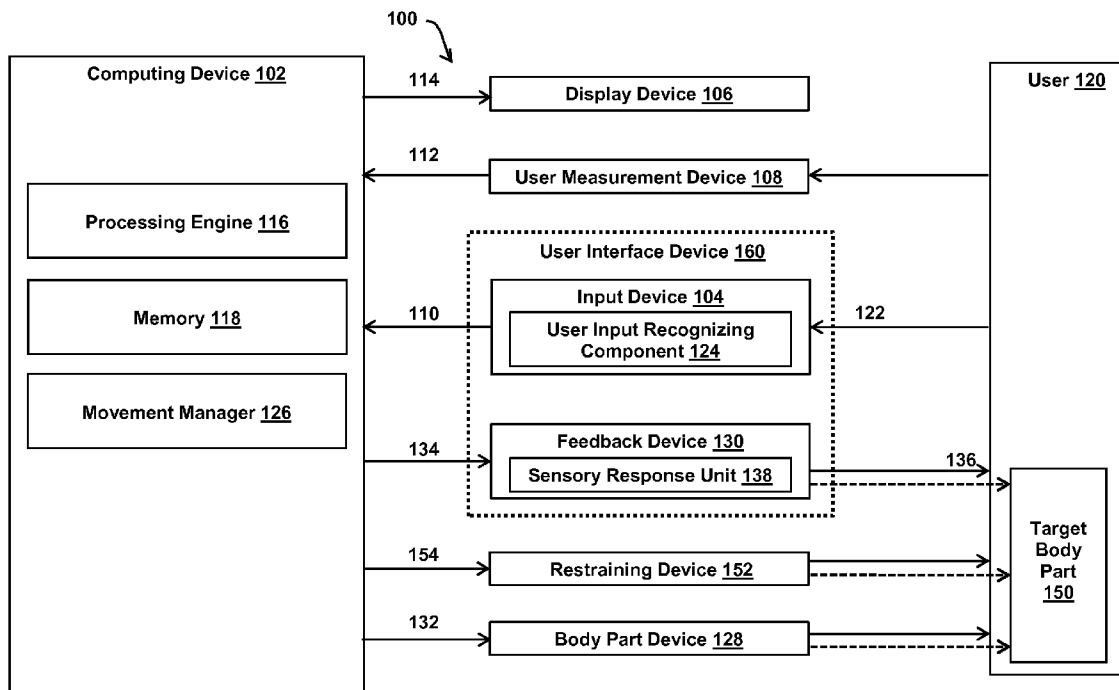 100
Computing Device 102
114
Display Device 106
User 120
112
User Measurement Device 108
Processing Engine 116
User Interface Device 160
Memory 118
110
Input Device 104
User Input Recognizing
Component 124
122
Movement Manager 126
134
Feedback Device 130
Sensory Response Unit 138
136
Target
Body
Part
150
154
Restraining Device 152
132
Body Part Device 128